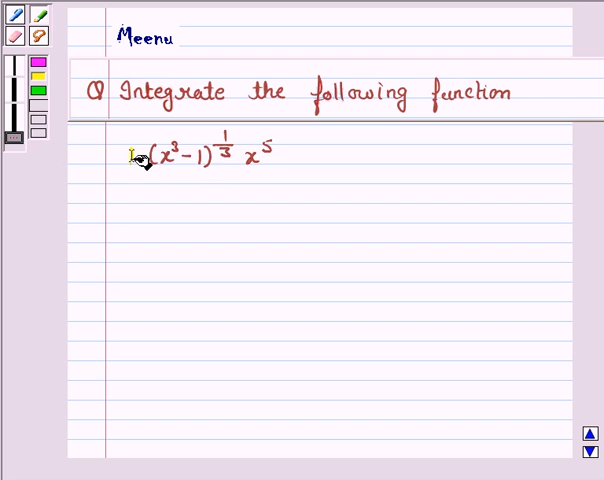 Meenu
Q Integrate the following function
(x³-1)^(1/3) x⁵